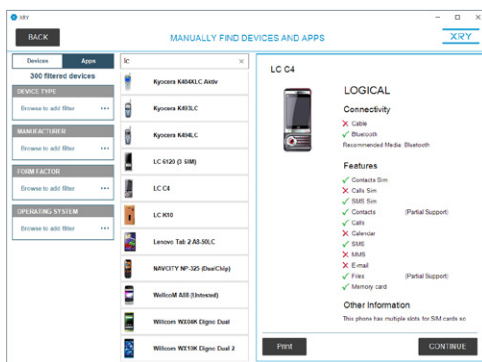 XRY
BACK
MANUALLY FIND DEVICES AND APPS
XRY
Devices
Apps
300 filtered devices
DEVICE TYPE
Browse to add filter ...
MANUFACTURER
Browse to add filter ...
FORM FACTOR
Browse to add filter ...
OPERATING SYSTEM
Browse to add filter ...
lc
Kyocera K493LC
Kyocera K494LC
LC 6120 (3 SIM)
LC C4
LC K10
Lenovo Tab 2 A8-50LC
NAVCITY NP-325 (DualChip)
WellcoM A88 (Untested)
Willcom WX04K Digno Dual
Willcom WX10K Digno Dual 2
LC C4
LOGICAL
Connectivity
Cable
Bluetooth
Recommended Media: Bluetooth
Features
Contacts Sim
Calls Sim
SMS Sim
Contacts (Partial Support)
Calls
Calendar
SMS
MMS
E-mail
Files (Partial Support)
Memory card
Other Information
This phone has multiple slots for SIM cards so
Print
CONTINUE